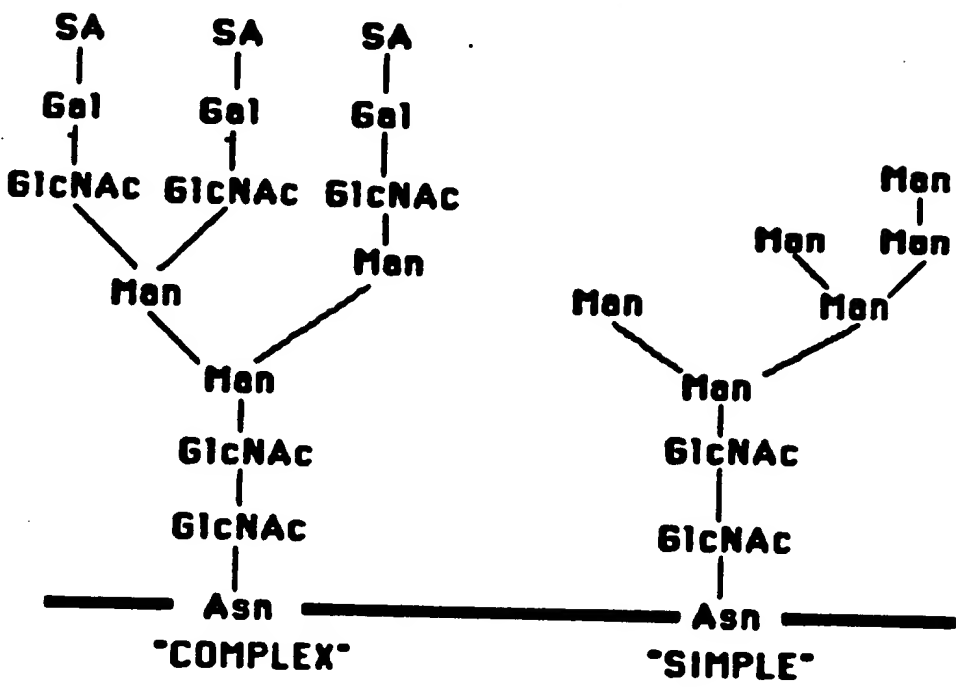 SA SA SA
Gal Gal Gal
GlcNAc GlcNAc GlcNAc
Man Man
Man
GlcNAc
GlcNAc
Asn
"COMPLEX"
Man
Man Man
Man Man
Man
GlcNAc
GlcNAc
Asn
"SIMPLE"